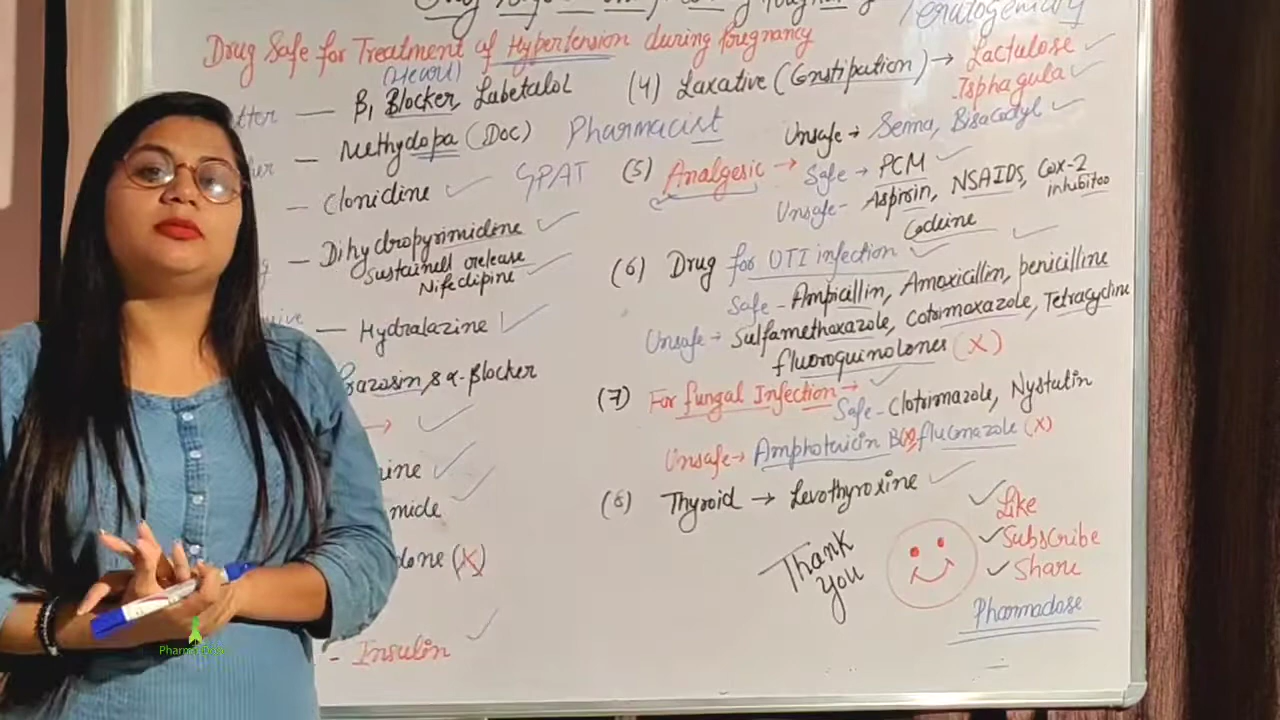 Teratogenicity
Drug Safe for Treatment of Hypertension during pregnancy
(Heart)
β₁ Blocker, Labetalol
Methydopa (DOC)
Pharmacist
Clonidine ✓
GPAT
Dihydropyrimidine ✓
Sustained release
Nifedipine ✓
Hydralazine ✓
Prazosin & α-Blocker
→ ✓
ine ✓
mide ✓
done (X)
- Insulin ✓
(4) Laxative (Constipation) → Lactulose ✓
Isphagula ✓
Unsafe → Senna, Bisacodyl ✓
(5) Analgesic → Safe → PCM ✓
Unsafe - Aspirin, NSAIDS, Cox-2
inhibitor
Codeine
(6) Drug for UTI infection ✓
Safe - Ampicillin, Amoxicillin, penicilline
Unsafe → Sulfamethoxazole, Cotrimoxazole, Tetracycline
fluoroquinolones (X)
(7) For fungal Infection → ✓
Safe - Clotrimazole, Nystatin
Unsafe → Amphotericin B(X) fluconazole (X)
(8) Thyroid → Levothyroxine ✓
Thank
you
✓ Like
✓ Subscribe
✓ Share
Pharmadose